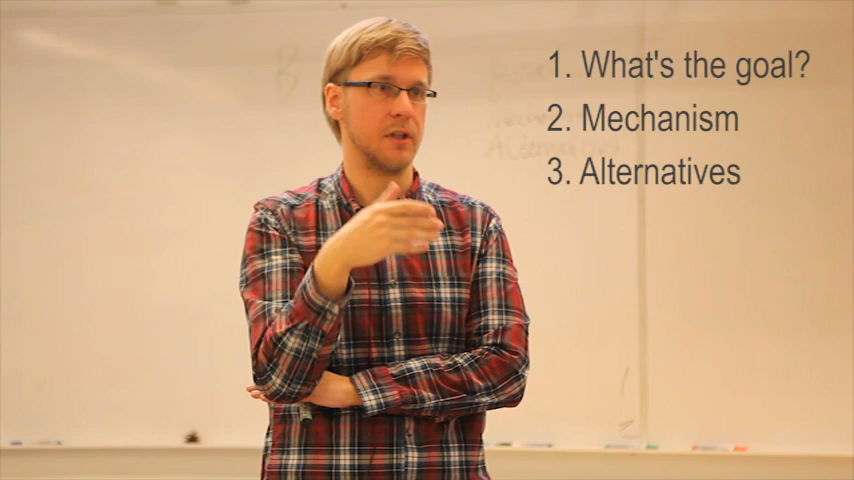 1. What's the goal?
2. Mechanism
3. Alternatives